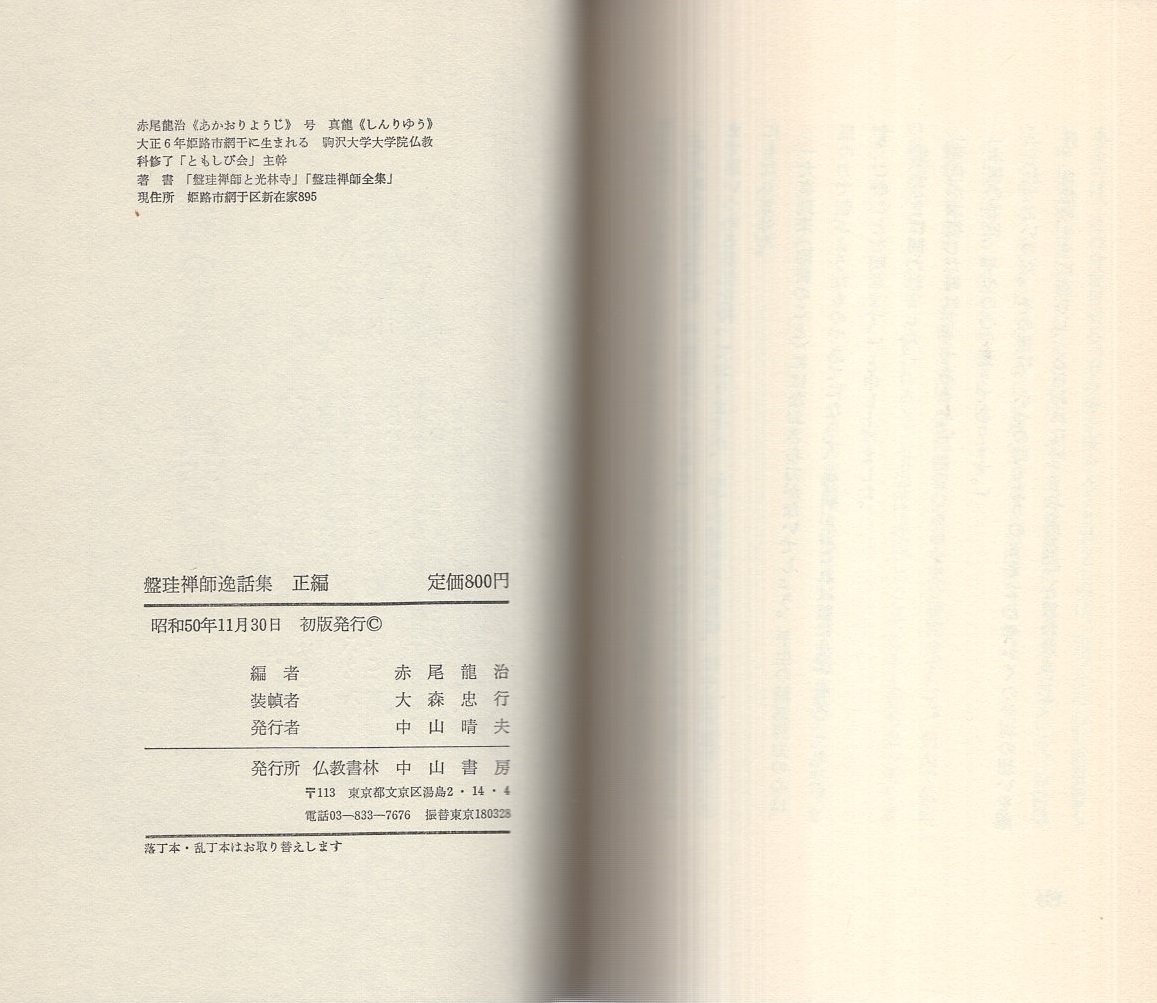 赤尾龍治《あかおりようじ》 号 真龍《しんりゆう》
大正6年姫路市網干に生まれる 駒沢大学大学院仏教
科修了「ともしび会」主幹
著 書 「盤珪禅師と光林寺」「盤珪禅師全集」
現住所 姫路市網干区新在家895
盤珪禅師逸話集 正編 定価800円
昭和50年11月30日 初版発行©
編 者 赤 尾 龍 治
装幀者 大 森 忠 行
発行者 中 山 晴 夫
発行所 仏教書林 中 山 書 房
〒113 東京都文京区湯島2・14・4
電話03—833—7676 振替東京180328
落丁本・乱丁本はお取り替えします